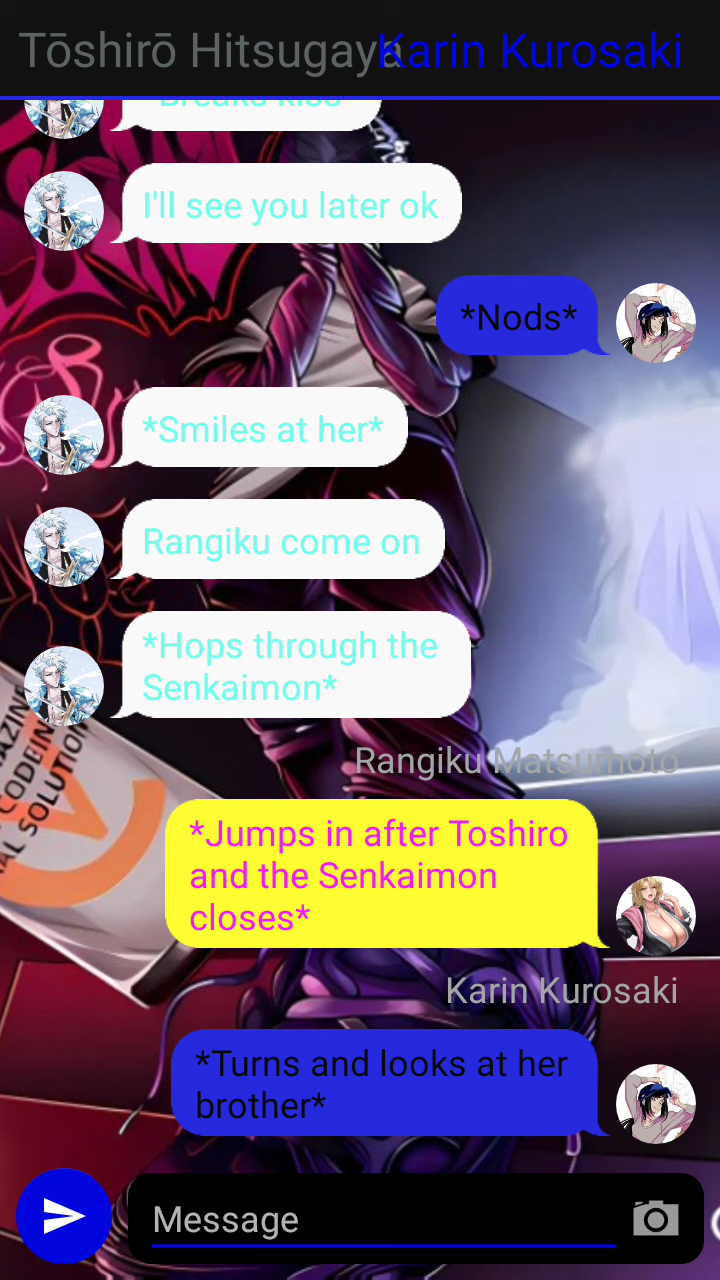 Tōshirō Hitsugaya
Karin Kurosaki
*Breaks kiss*
I'll see you later ok
*Nods*
*Smiles at her*
Rangiku come on
*Hops through the
Senkaimon*
Rangiku Matsumoto
*Jumps in after Toshiro
and the Senkaimon
closes*
Karin Kurosaki
*Turns and looks at her
brother*
Message